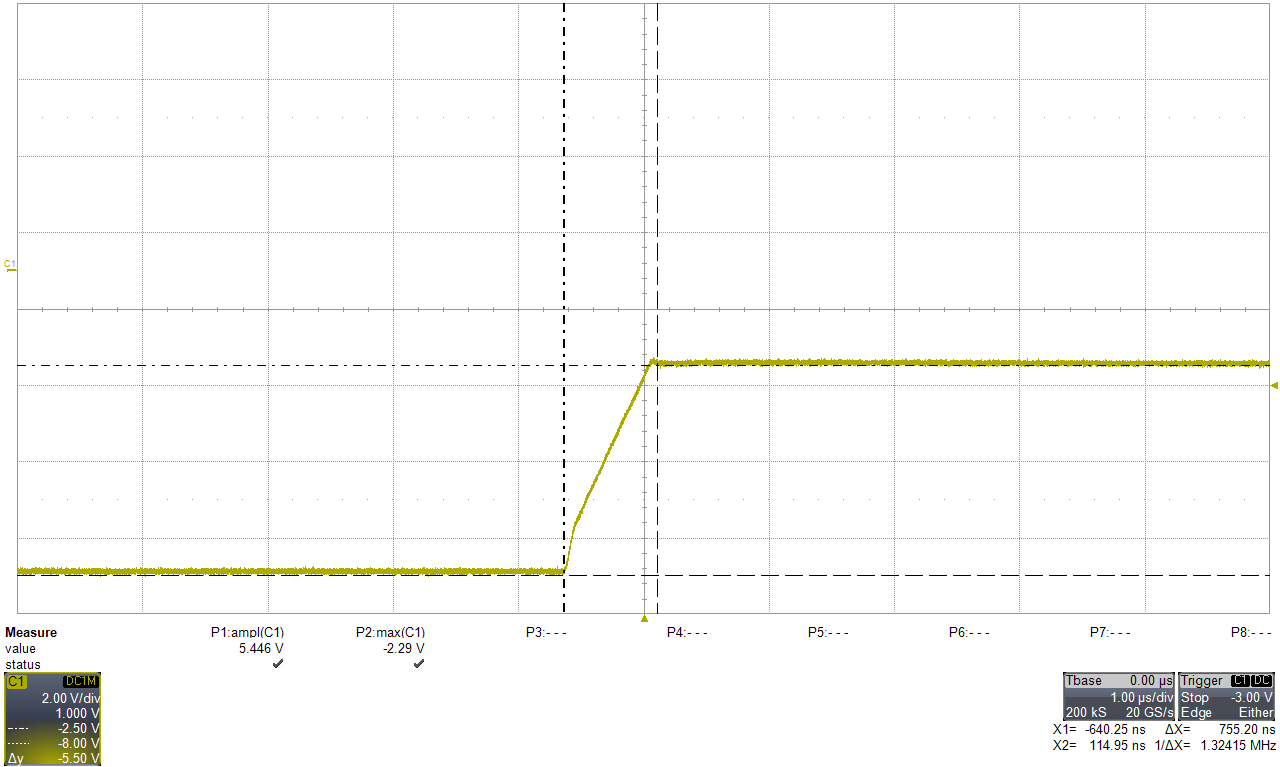 C1
Measure P1:ampl(C1) P2:max(C1) P3:- - - P4:- - - P5:- - - P6:- - - P7:- - - P8:- - -
value 5.446 V -2.29 V
status
C1 DC1M
2.00 V/div
1.000 V
-2.50 V
-8.00 V
Δy -5.50 V
Tbase 0.00 µs
1.00 µs/div
200 kS 20 GS/s
Trigger C1 DC
Stop -3.00 V
Edge Either
X1= -640.25 ns ΔX= 755.20 ns
X2= 114.95 ns 1/ΔX= 1.32415 MHz